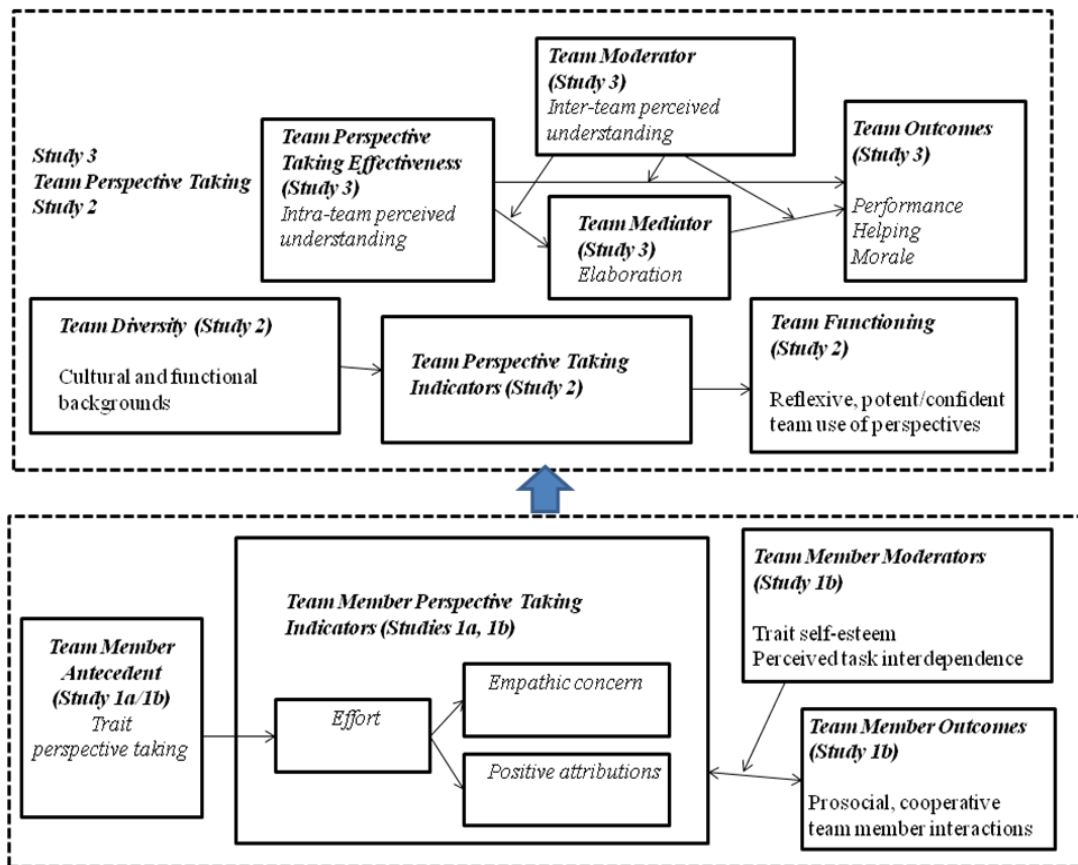 Study 3
Team Perspective Taking
Study 2
Team Perspective
Taking Effectiveness
(Study 3)
Intra-team perceived
understanding
Team Moderator
(Study 3)
Inter-team perceived
understanding
Team Mediator
(Study 3)
Elaboration
Team Outcomes
(Study 3)
Performance
Helping
Morale
Team Diversity (Study 2)
Cultural and functional
backgrounds
Team Perspective Taking
Indicators (Study 2)
Team Functioning
(Study 2)
Reflexive, potent/confident
team use of perspectives
Team Member
Antecedent
(Study 1a/1b)
Trait
perspective taking
Team Member Perspective Taking
Indicators (Studies 1a, 1b)
Effort
Empathic concern
Positive attributions
Team Member Moderators
(Study 1b)
Trait self-esteem
Perceived task interdependence
Team Member Outcomes
(Study 1b)
Prosocial, cooperative
team member interactions